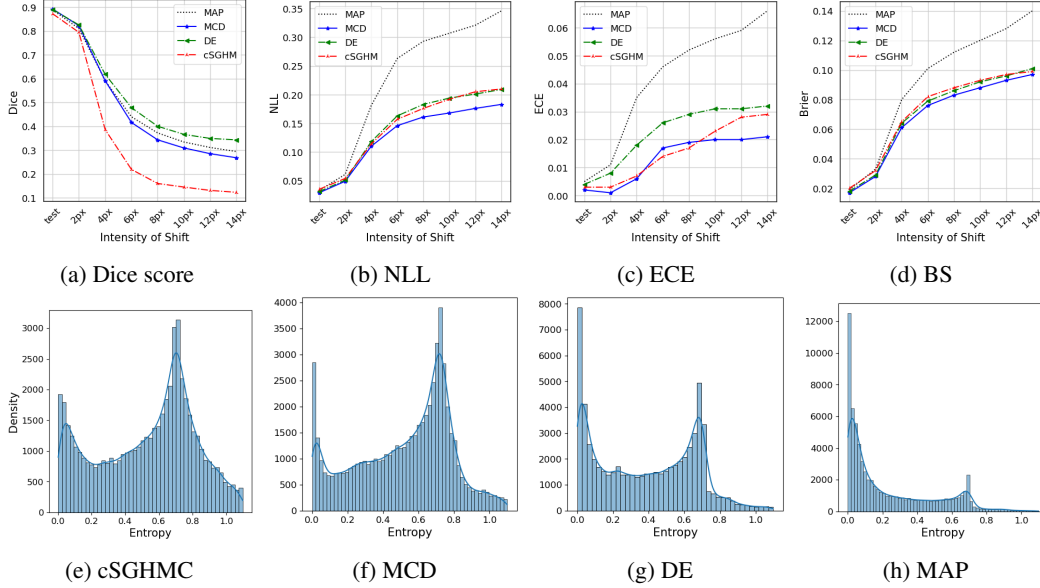 0.9
0.8
0.7
0.6
0.5
0.4
0.3
0.2
0.1
Dice
MAP
MCD
DE
cSGHM
test 2px 4px 6px 8px 10px 12px 14px
Intensity of Shift
(a) Dice score
0.35
0.30
0.25
0.20
0.15
0.10
0.05
NLL
MAP
MCD
DE
cSGHM
test 2px 4px 6px 8px 10px 12px 14px
Intensity of Shift
(b) NLL
0.06
0.05
0.04
0.03
0.02
0.01
0.00
ECE
MAP
MCD
DE
cSGHM
test 2px 4px 6px 8px 10px 12px 14px
Intensity of Shift
(c) ECE
0.14
0.12
0.10
0.08
0.06
0.04
0.02
Brier
MAP
MCD
DE
cSGHM
test 2px 4px 6px 8px 10px 12px 14px
Intensity of Shift
(d) BS
3000
2500
2000
1500
1000
500
0
Density
0.0 0.2 0.4 0.6 0.8 1.0
Entropy
(e) cSGHMC
4000
3500
3000
2500
2000
1500
1000
500
0
0.0 0.2 0.4 0.6 0.8 1.0
Entropy
(f) MCD
8000
7000
6000
5000
4000
3000
2000
1000
0
0.0 0.2 0.4 0.6 0.8 1.0
Entropy
(g) DE
12000
10000
8000
6000
4000
2000
0
0.0 0.2 0.4 0.6 0.8 1.0
Entropy
(h) MAP